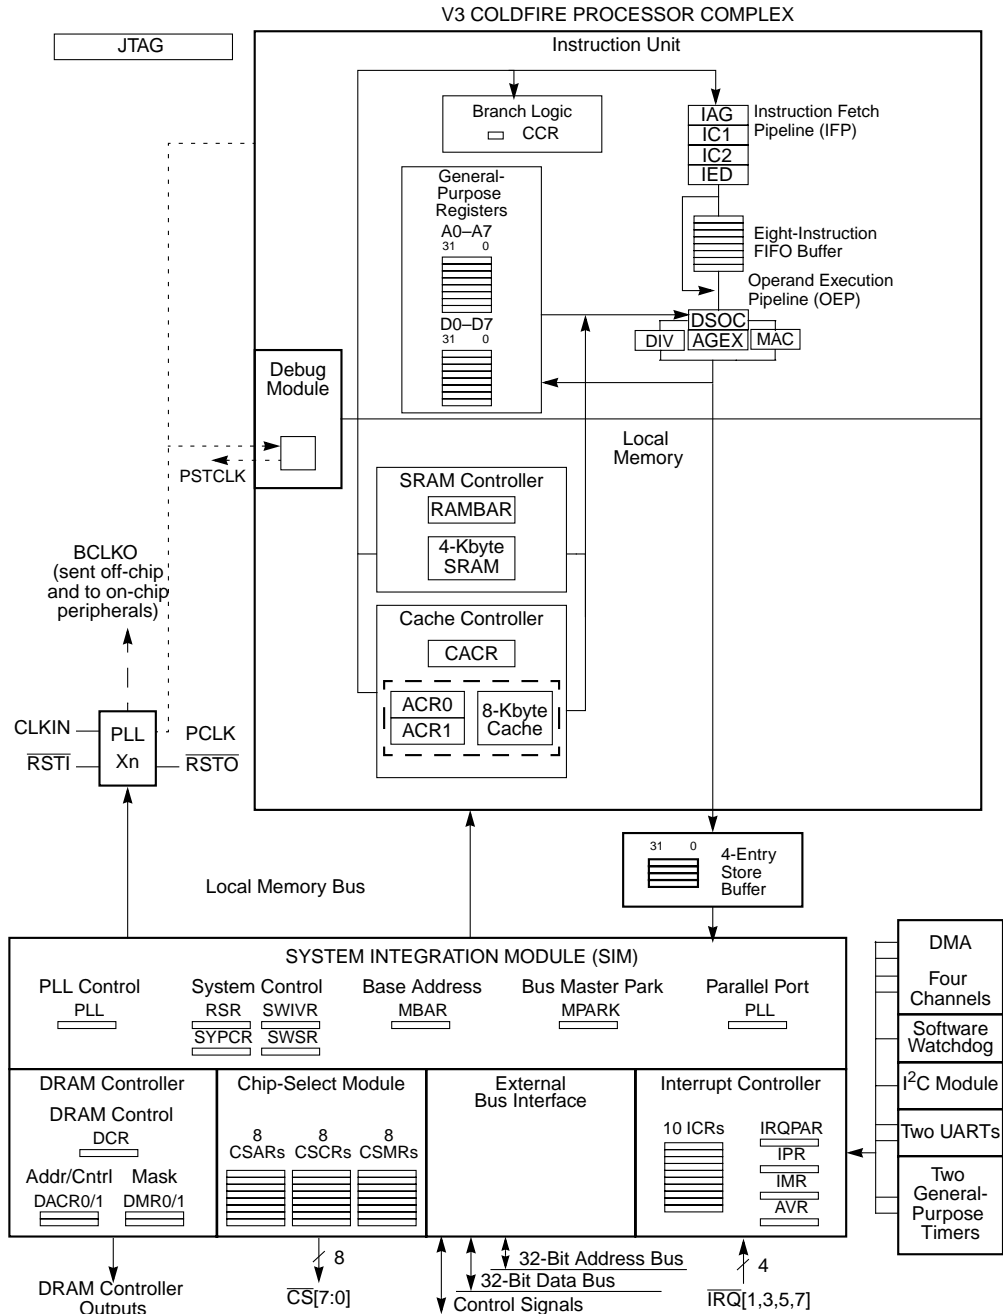 V3 COLDFIRE PROCESSOR COMPLEX
JTAG
Instruction Unit
Branch Logic
CCR
IAG
IC1
IC2
IED
Instruction Fetch
Pipeline (IFP)
General-
Purpose
Registers
A0–A7
31 0
Eight-Instruction
FIFO Buffer
Operand Execution
Pipeline (OEP)
D0–D7
31 0
DSOC
DIV
AGEX
MAC
Debug
Module
PSTCLK
Local
Memory
SRAM Controller
RAMBAR
4-Kbyte
SRAM
BCLKO
(sent off-chip
and to on-chip
peripherals)
Cache Controller
CACR
ACR0
ACR1
8-Kbyte
Cache
CLKIN
PLL
Xn
PCLK
RSTI
RSTO
31 0
4-Entry
Store
Buffer
Local Memory Bus
SYSTEM INTEGRATION MODULE (SIM)
PLL Control
PLL
System Control
RSR
SWIVR
SYPCR
SWSR
Base Address
MBAR
Bus Master Park
MPARK
Parallel Port
PLL
DMA
Four
Channels
Software
Watchdog
I2C Module
Two UARTs
Two
General-
Purpose
Timers
DRAM Controller
DRAM Control
DCR
Addr/Cntrl
DACR0/1
Mask
DMR0/1
Chip-Select Module
8
CSARs
8
CSCRs
8
CSMRs
External
Bus Interface
Interrupt Controller
10 ICRs
IRQPAR
IPR
IMR
AVR
DRAM Controller
Outputs
8
CS[7:0]
32-Bit Address Bus
32-Bit Data Bus
Control Signals
4
IRQ[1,3,5,7]